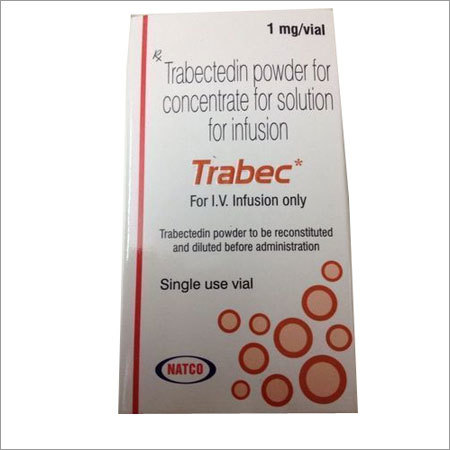 1 mg/vial
Rx
Trabectedin powder for
concentrate for solution
for infusion
Trabec*
For I.V. Infusion only
Trabectedin powder to be reconstituted
and diluted before administration
Single use vial
NATCO